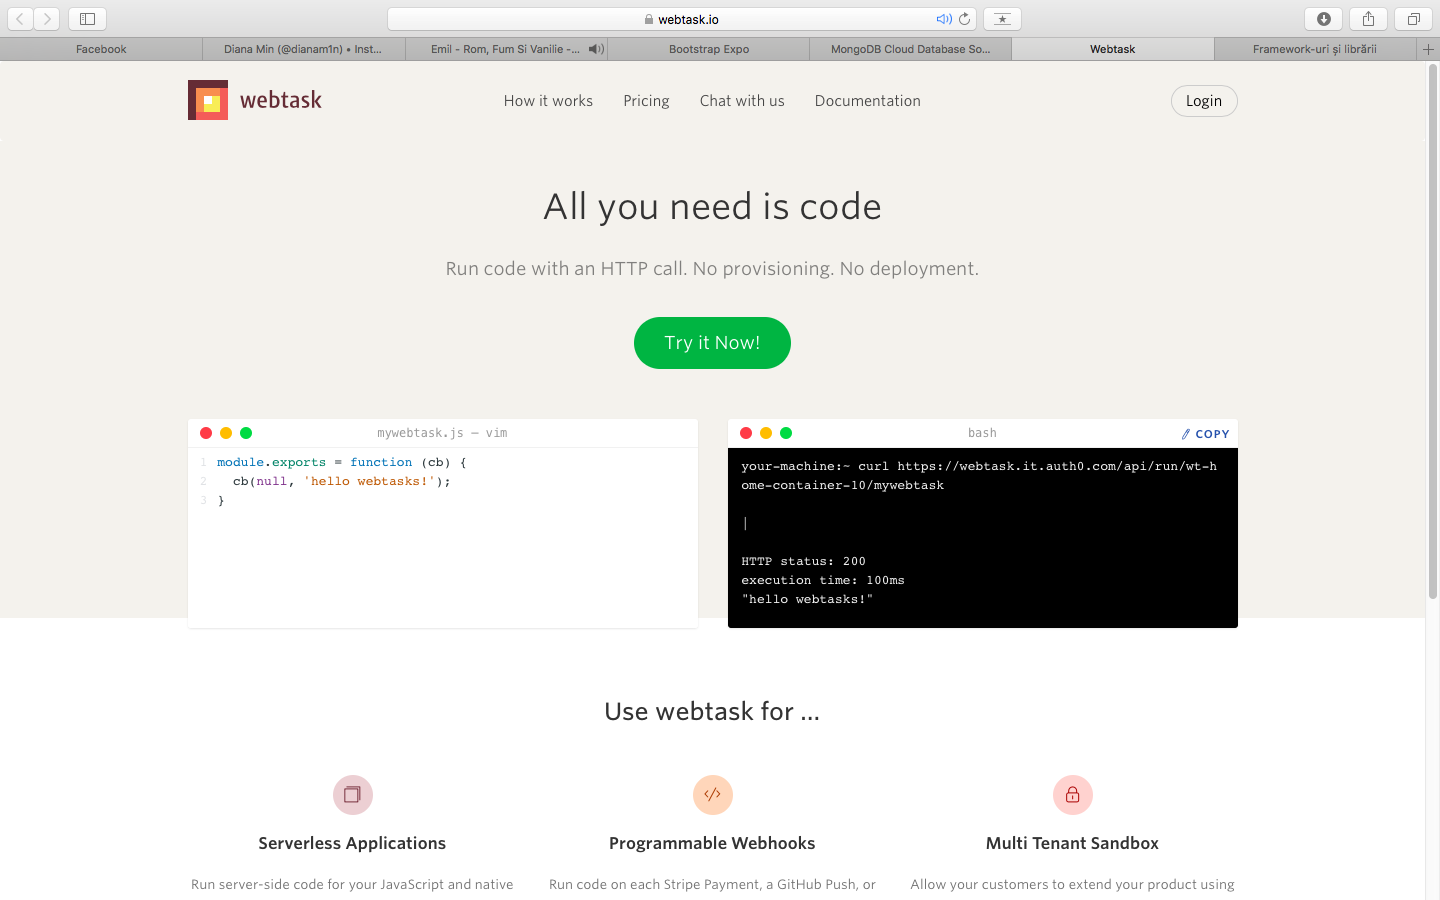 webtask.io
Facebook
Diana Min (@dianam1n) • Inst...
Emil - Rom, Fum Si Vanilie -...
Bootstrap Expo
MongoDB Cloud Database So...
Webtask
Framework-uri și librării
webtask
How it works
Pricing
Chat with us
Documentation
Login
All you need is code
Run code with an HTTP call. No provisioning. No deployment.
Try it Now!
mywebtask.js — vim
1 module.exports = function (cb) {
2   cb(null, 'hello webtasks!');
3 }
bash
COPY
your-machine:~ curl https://webtask.it.auth0.com/api/run/wt-h
ome-container-10/mywebtask
HTTP status: 200
execution time: 100ms
"hello webtasks!"
Use webtask for ...
Serverless Applications
Run server-side code for your JavaScript and native
Programmable Webhooks
Run code on each Stripe Payment, a GitHub Push, or
Multi Tenant Sandbox
Allow your customers to extend your product using